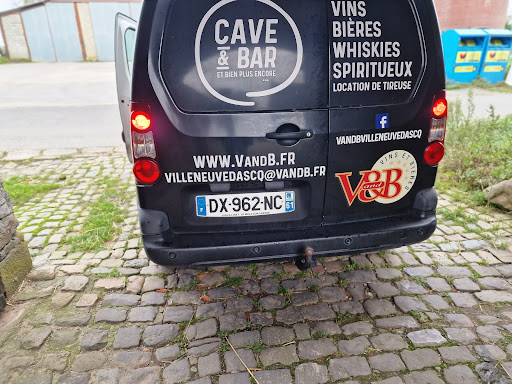 CAVE
& BAR
ET BIEN PLUS ENCORE
...
VINS
BIÈRES
WHISKIES
SPIRITUEUX
LOCATION DE TIREUSE
f
VANDBVILLENEUVEDASCQ
WWW.VANDB.FR
VILLENEUVEDASCQ@VANDB.FR
VINS ET BIÈRES
V and B
F DX-962-NC 61